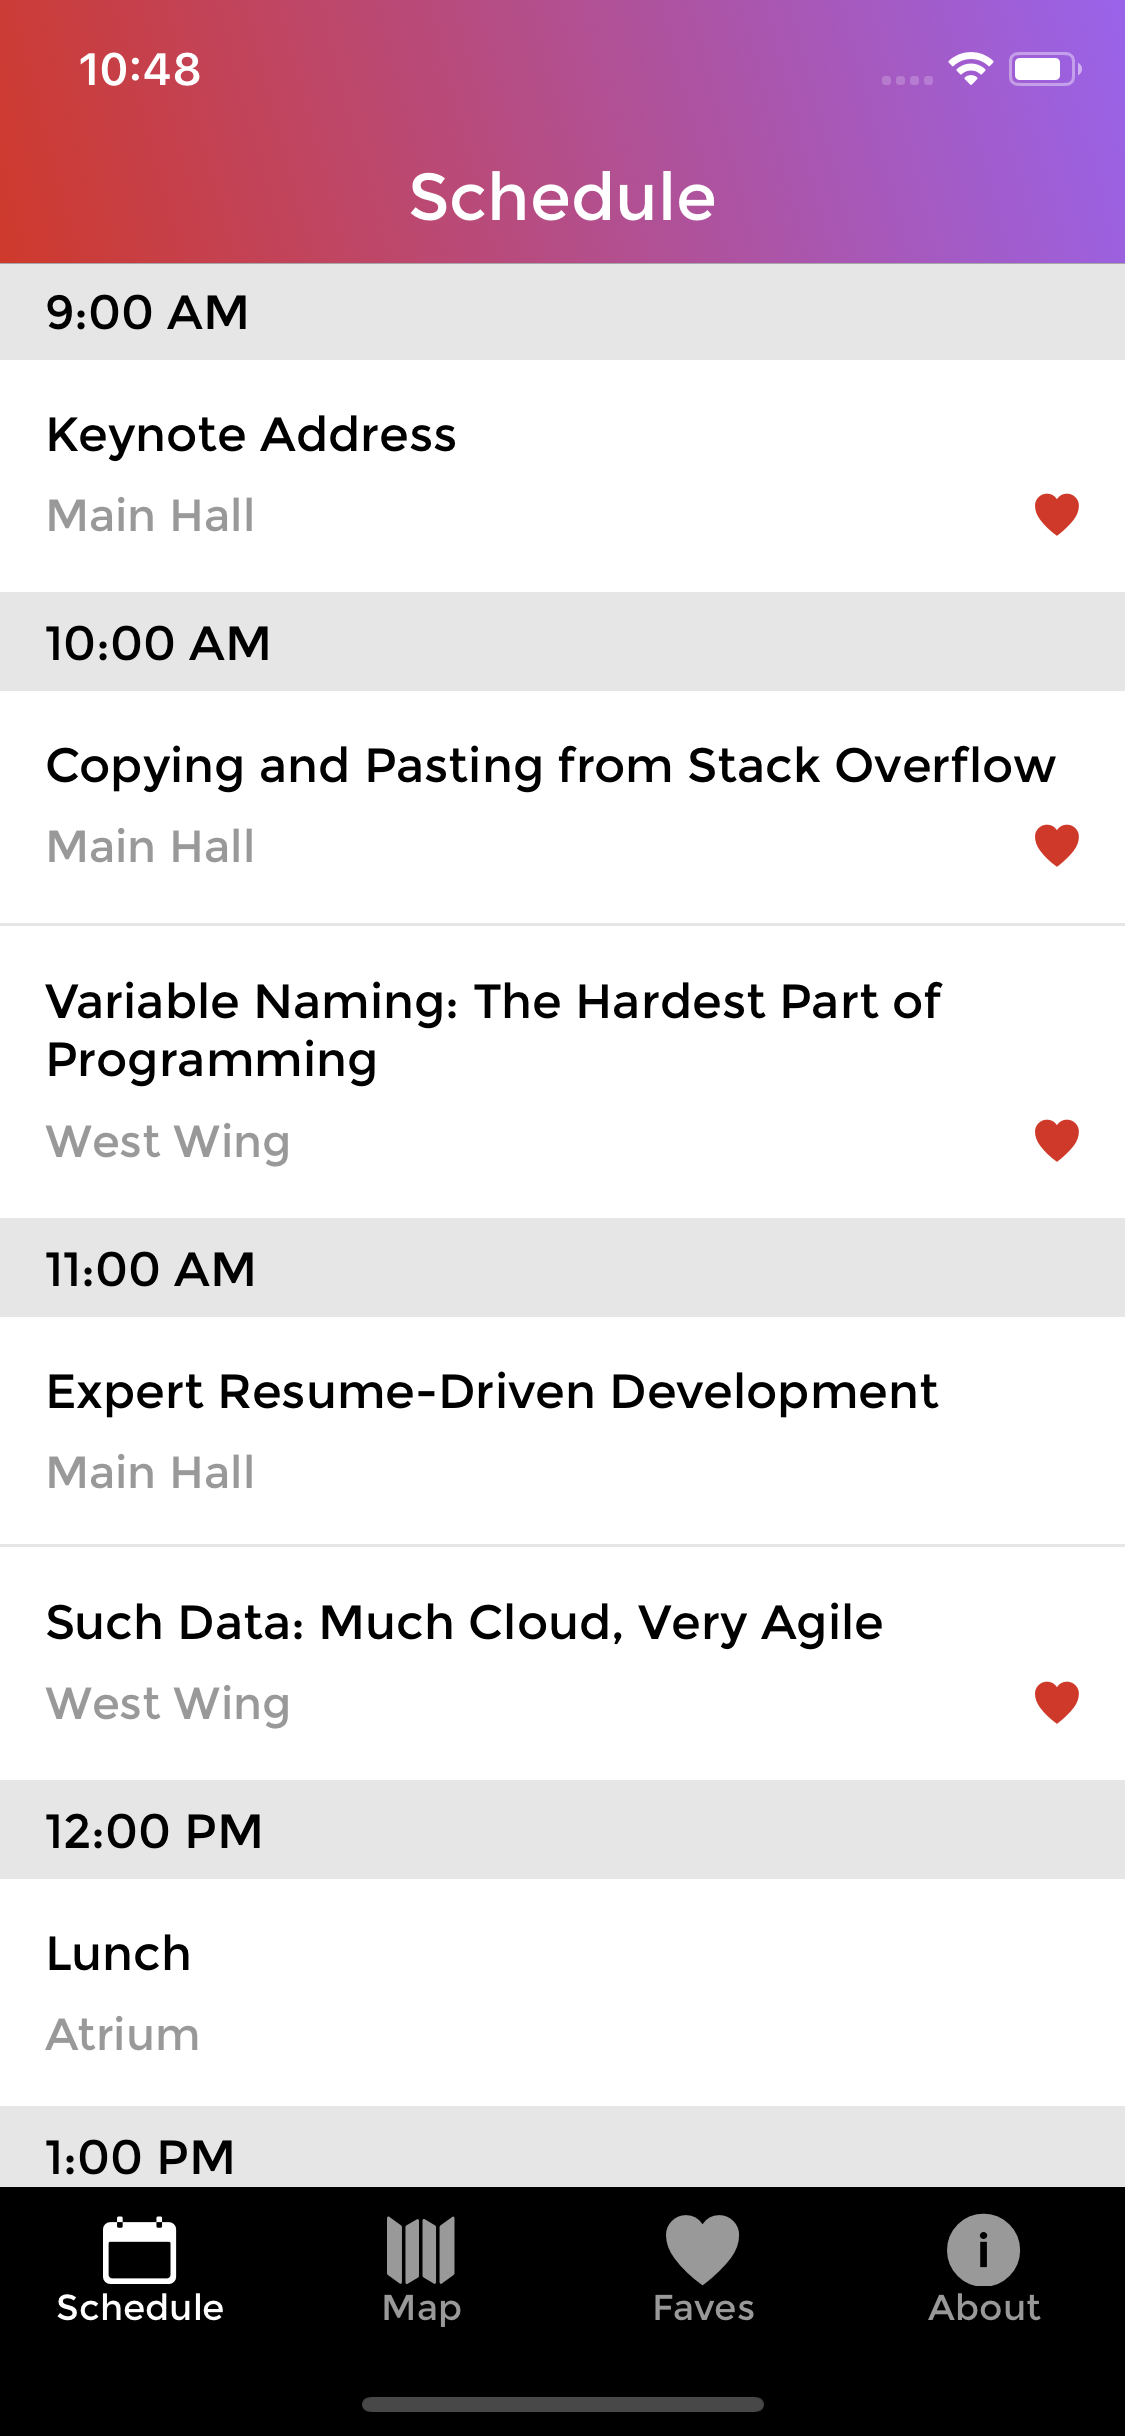 10:48
Schedule
9:00 AM
Keynote Address
Main Hall
10:00 AM
Copying and Pasting from Stack Overflow
Main Hall
Variable Naming: The Hardest Part of
Programming
West Wing
11:00 AM
Expert Resume-Driven Development
Main Hall
Such Data: Much Cloud, Very Agile
West Wing
12:00 PM
Lunch
Atrium
1:00 PM
Schedule
Map
Faves
About